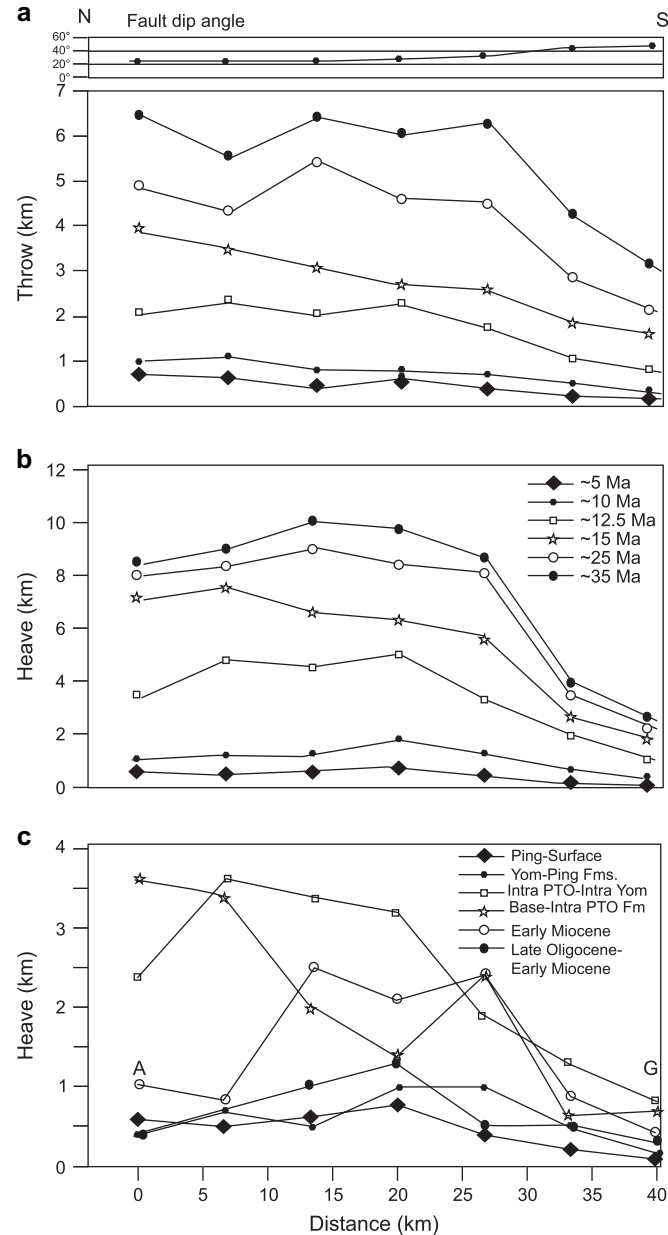 a
N
Fault dip angle
S
60°
40°
20°
0°
7
6
5
4
3
2
1
0
Throw (km)
b
12
10
8
6
4
2
0
Heave (km)
~5 Ma
~10 Ma
~12.5 Ma
~15 Ma
~25 Ma
~35 Ma
c
4
3
2
1
0
Heave (km)
Ping-Surface
Yom-Ping Fms.
Intra PTO-Intra Yom
Base-Intra PTO Fm
Early Miocene
Late Oligocene-
Early Miocene
A
G
0 5 10 15 20 25 30 35 40
Distance (km)